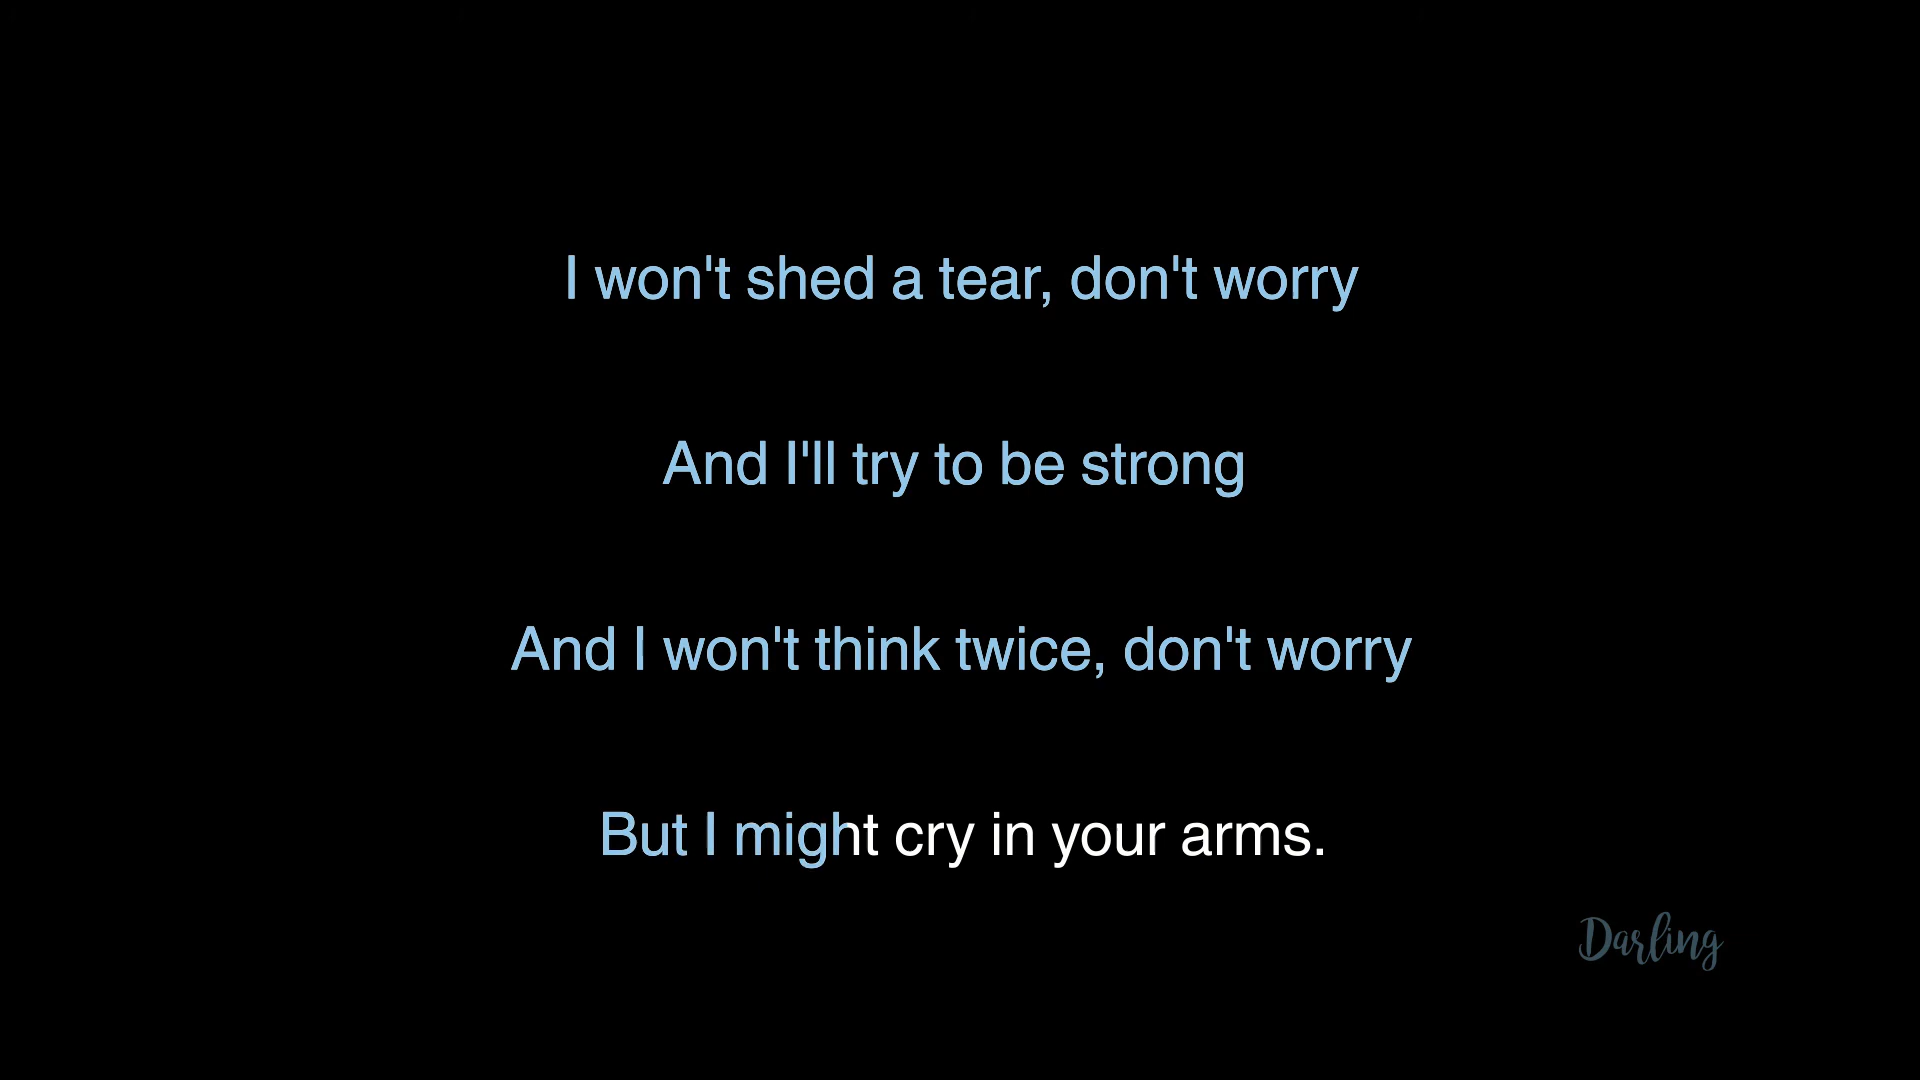 I won't shed a tear, don't worry
And I'll try to be strong
And I won't think twice, don't worry
But I might cry in your arms.
Darling